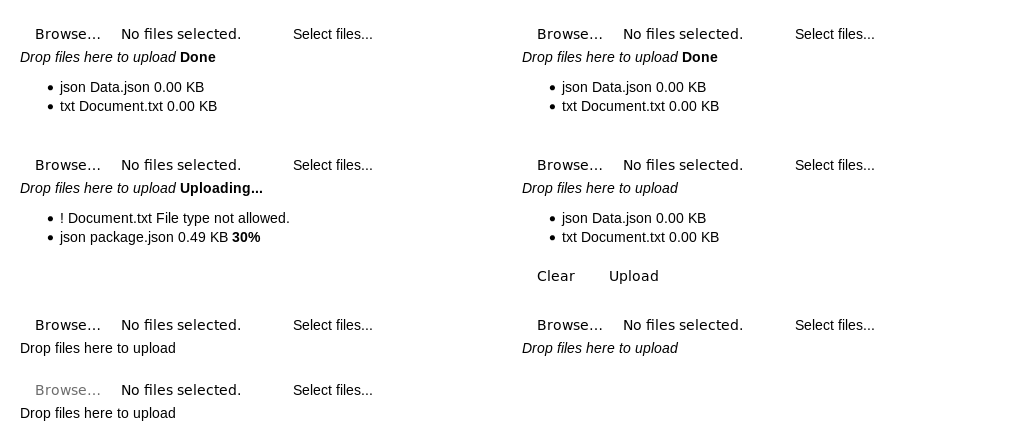 Browse... No files selected. Select files...
Drop files here to upload Done
• json Data.json 0.00 KB
• txt Document.txt 0.00 KB
Browse... No files selected. Select files...
Drop files here to upload Done
• json Data.json 0.00 KB
• txt Document.txt 0.00 KB
Browse... No files selected. Select files...
Drop files here to upload Uploading...
• ! Document.txt File type not allowed.
• json package.json 0.49 KB 30%
Browse... No files selected. Select files...
Drop files here to upload
• json Data.json 0.00 KB
• txt Document.txt 0.00 KB
Clear Upload
Browse... No files selected. Select files...
Drop files here to upload
Browse... No files selected. Select files...
Drop files here to upload
Browse... No files selected. Select files...
Drop files here to upload